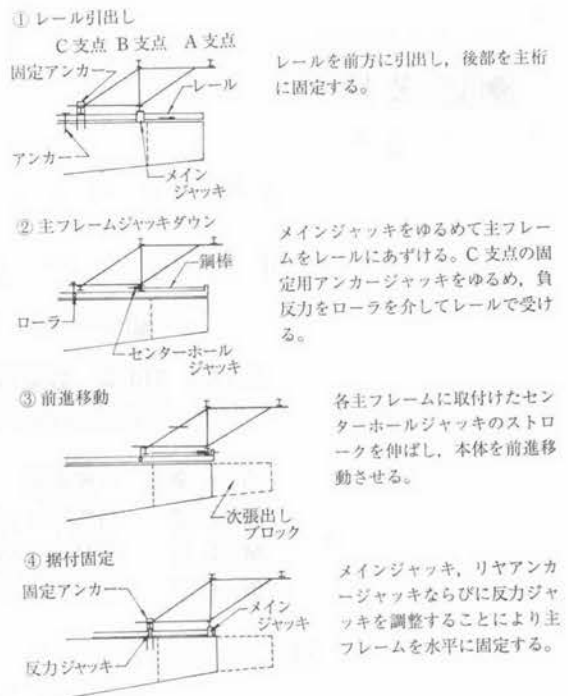 ① レール引出し
C支点 B支点 A支点
固定アンカー
レール
アンカー
メイン
ジャッキ
レールを前方に引出し，後部を主桁
に固定する。
② 主フレームジャッキダウン
鋼棒
ローラ
センターホール
ジャッキ
メインジャッキをゆるめて主フレー
ムをレールにあずける。C支点の固
定用アンカージャッキをゆるめ，負
反力をローラを介してレールで受け
る。
③ 前進移動
次張出し
ブロック
各主フレームに取付けたセン
ターホールジャッキのストロ
ークを伸ばし，本体を前進移
動させる。
④ 据付固定
固定アンカー
メイン
ジャッキ
反力ジャッキ
メインジャッキ，リヤアンカ
ージャッキならびに反力ジャ
ッキを調整することにより主
フレームを水平に固定する。